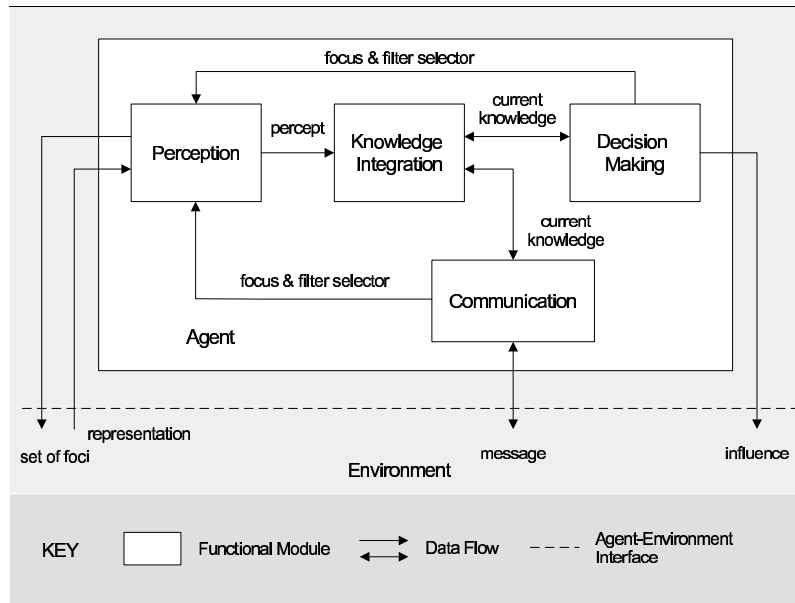 focus & filter selector
current
knowledge
percept
Perception
Knowledge
Integration
Decision
Making
current
knowledge
focus & filter selector
Communication
Agent
representation
set of foci
message
influence
Environment
KEY
Functional Module
Data Flow
Agent-Environment
Interface